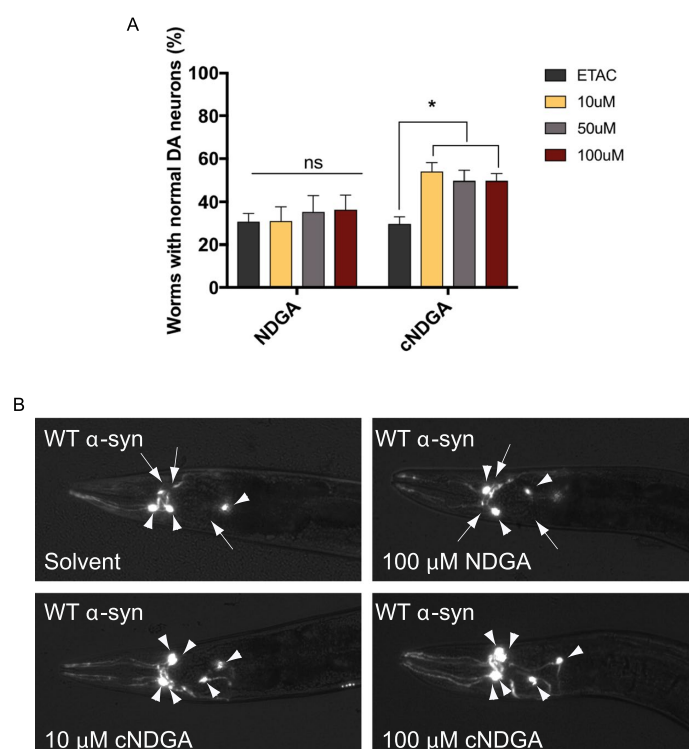 A
Worms with normal DA neurons (%)
100
80
60
40
20
0
ns
*
NDGA
cNDGA
ETAC
10uM
50uM
100uM
B
WT α-syn
Solvent
WT α-syn
100 μM NDGA
WT α-syn
10 μM cNDGA
WT α-syn
100 μM cNDGA